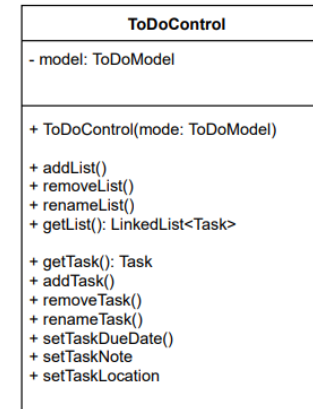 ToDoControl
- model: ToDoModel
+ ToDoControl(mode: ToDoModel)
+ addList()
+ removeList()
+ renameList()
+ getList(): LinkedList<Task>
+ getTask(): Task
+ addTask()
+ removeTask()
+ renameTask()
+ setTaskDueDate()
+ setTaskNote
+ setTaskLocation